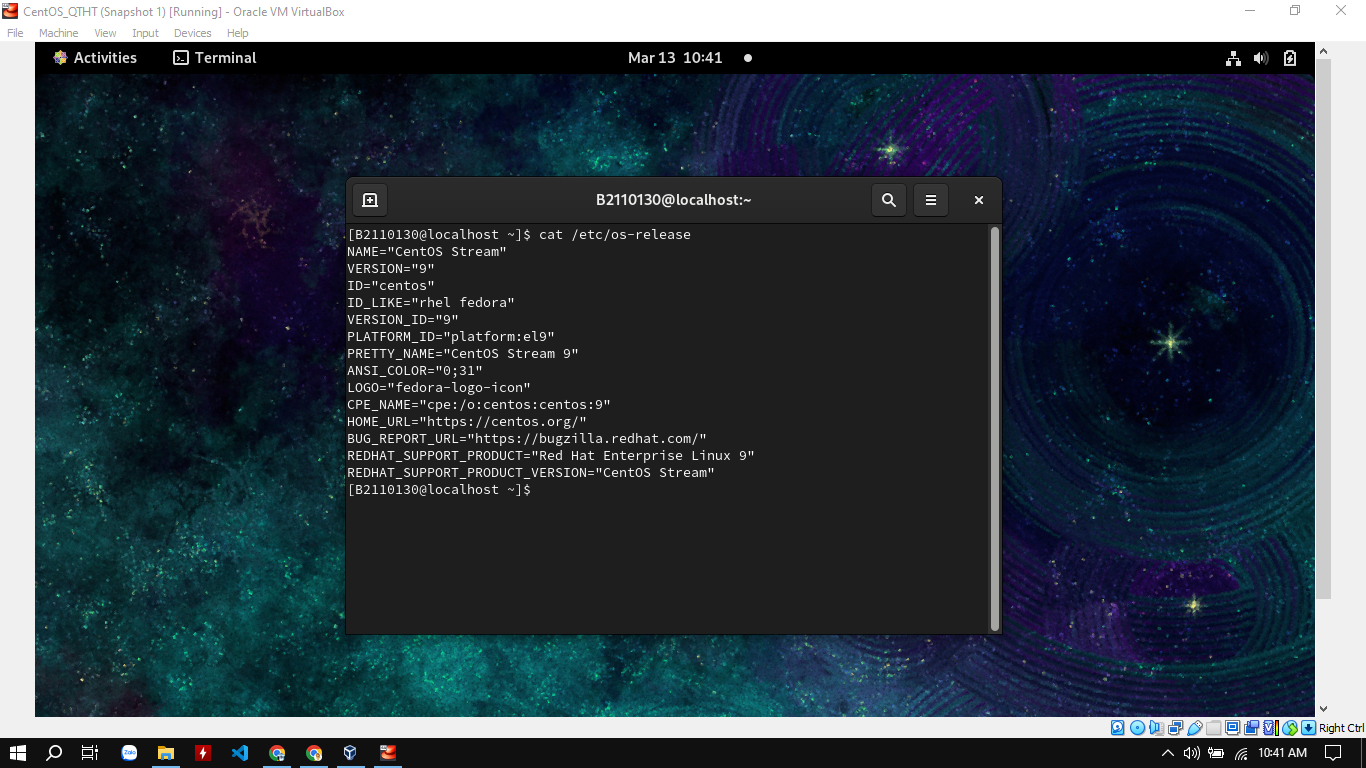 CentOS_QTHT (Snapshot 1) [Running] - Oracle VM VirtualBox
File Machine View Input Devices Help
Activities Terminal Mar 13 10:41
B2110130@localhost:~
[B2110130@localhost ~]$ cat /etc/os-release
NAME="CentOS Stream"
VERSION="9"
ID="centos"
ID_LIKE="rhel fedora"
VERSION_ID="9"
PLATFORM_ID="platform:el9"
PRETTY_NAME="CentOS Stream 9"
ANSI_COLOR="0;31"
LOGO="fedora-logo-icon"
CPE_NAME="cpe:/o:centos:centos:9"
HOME_URL="https://centos.org/"
BUG_REPORT_URL="https://bugzilla.redhat.com/"
REDHAT_SUPPORT_PRODUCT="Red Hat Enterprise Linux 9"
REDHAT_SUPPORT_PRODUCT_VERSION="CentOS Stream"
[B2110130@localhost ~]$
Right Ctrl
Zalo
10:41 AM